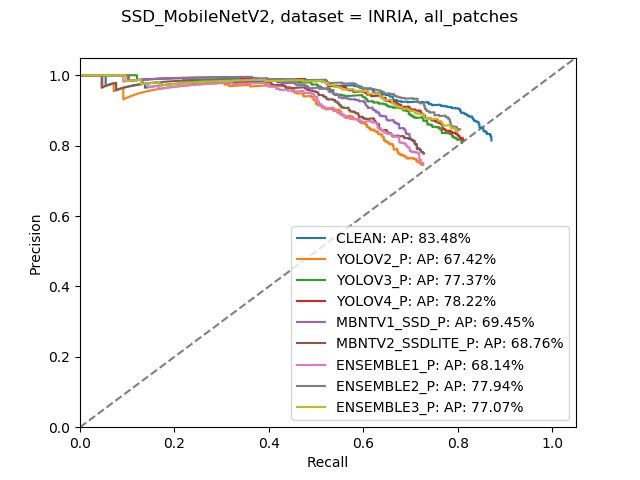 SSD_MobileNetV2, dataset = INRIA, all_patches
1.0
0.8
0.6
0.4
0.2
0.0
Precision
CLEAN: AP: 83.48%
YOLOV2_P: AP: 67.42%
YOLOV3_P: AP: 77.37%
YOLOV4_P: AP: 78.22%
MBNTV1_SSD_P: AP: 69.45%
MBNTV2_SSDLITE_P: AP: 68.76%
ENSEMBLE1_P: AP: 68.14%
ENSEMBLE2_P: AP: 77.94%
ENSEMBLE3_P: AP: 77.07%
0.0 0.2 0.4 0.6 0.8 1.0
Recall